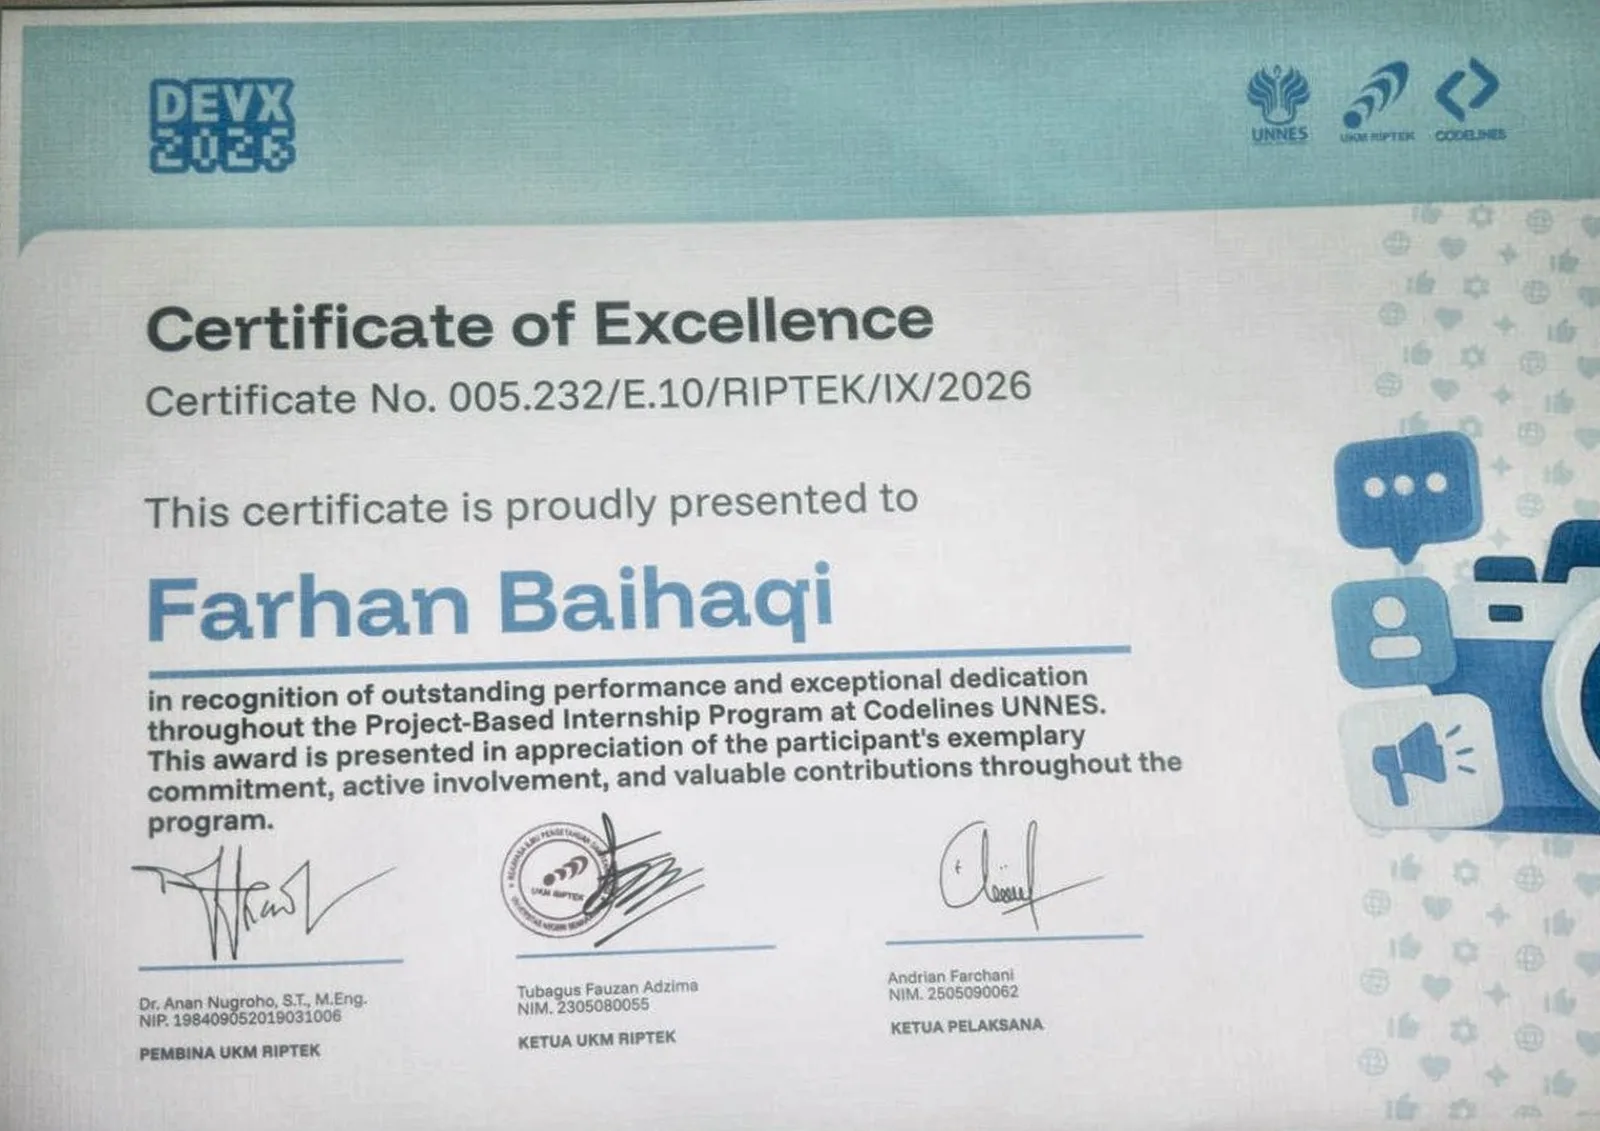 DEVX
2026
UNNES
UKM RIPTEK
CODELINES
Certificate of Excellence
Certificate No. 005.232/E.10/RIPTEK/IX/2026
This certificate is proudly presented to
Farhan Baihaqi
in recognition of outstanding performance and exceptional dedication
throughout the Project-Based Internship Program at Codelines UNNES.
This award is presented in appreciation of the participant's exemplary
commitment, active involvement, and valuable contributions throughout the
program.
UKM RIPTEK
Dr. Anan Nugroho, S.T., M.Eng.
NIP. 198409052019031006
PEMBINA UKM RIPTEK
Tubagus Fauzan Adzima
NIM. 2305080055
KETUA UKM RIPTEK
Andrian Farchani
NIM. 2505090062
KETUA PELAKSANA